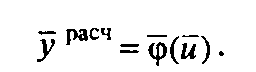 y̅ расч = φ̅(u̅).